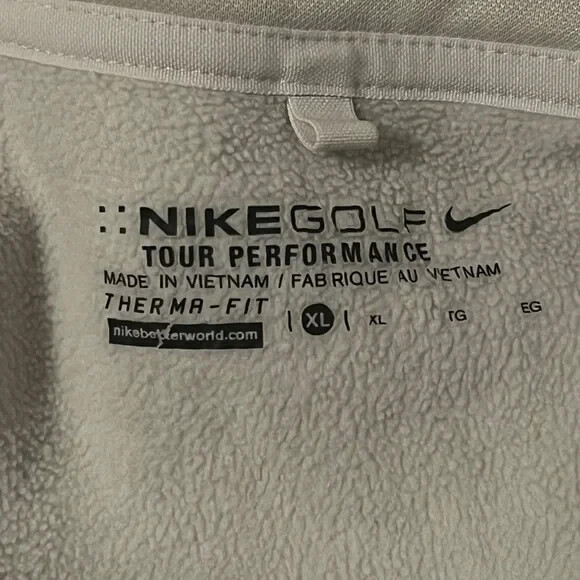 NIKEGOLF
TOUR PERFORMANCE
MADE IN VIETNAM / FABRIQUE AU VIETNAM
THERMA-FIT
XL XL TG EG
nikebetterworld.com